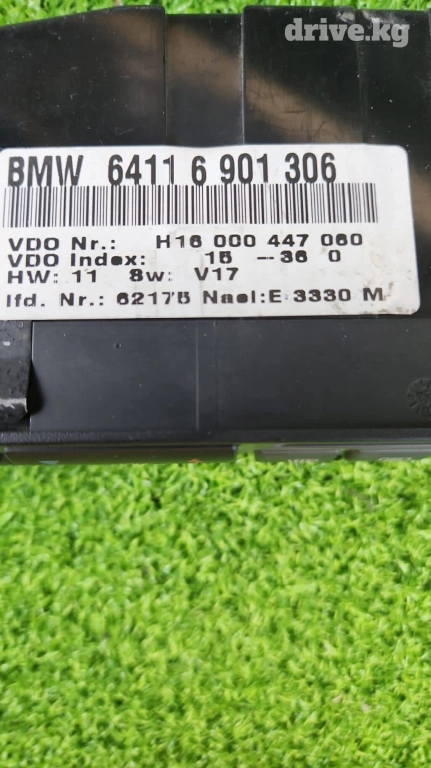 drive.kg
BMW 6411 6 901 306
VDO Nr.: H16 000 447 060
VDO Index: 15 -36 0
HW: 11 Sw: V17
lfd. Nr.: 62175 Nael:E 3330 M